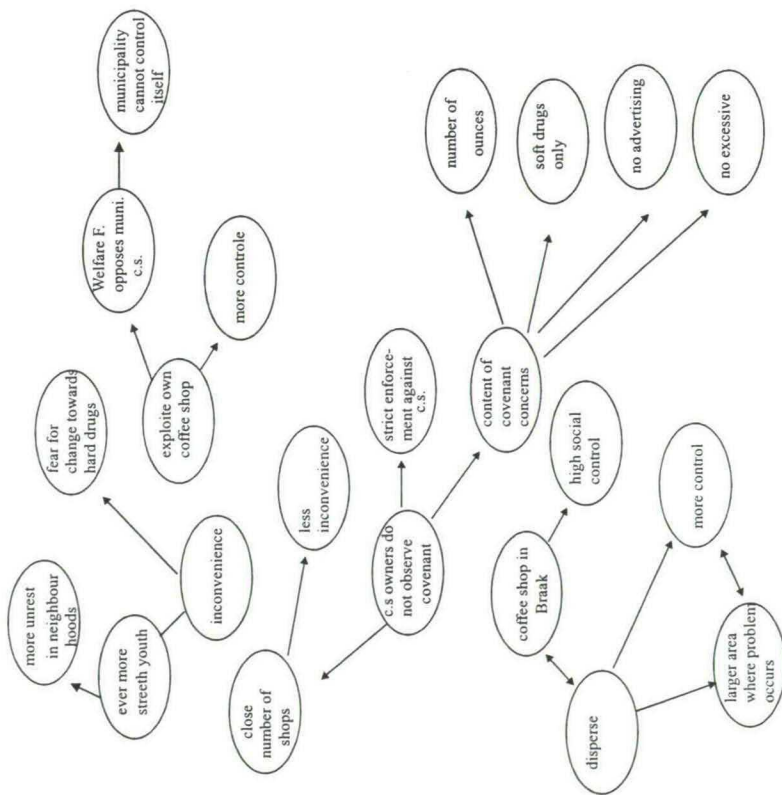 municipality
cannot control
itself
Welfare F.
opposes muni.
c.s.
more controle
exploite own
coffee shop
fear for
change towards
hard drugs
more unrest
in neighbour
hoods
ever more
streeth youth
inconvenience
less
inconvenience
close
number of
shops
c.s owners do
not observe
covenant
strict enforce-
ment against
c.s.
content of
covenant
concerns
number of
ounces
soft drugs
only
no advertising
no excessive
high social
control
coffee shop in
Braak
disperse
more control
larger area
where problem
occurs